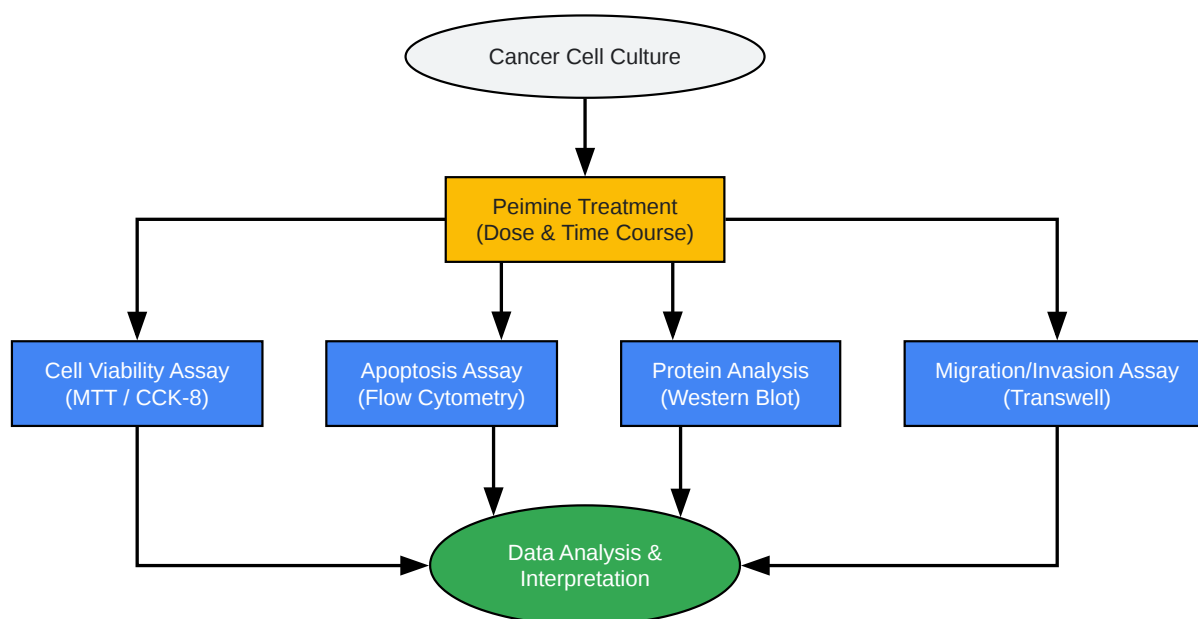 Cancer Cell Culture
Peimine Treatment
(Dose & Time Course)
Cell Viability Assay
(MTT / CCK-8)
Apoptosis Assay
(Flow Cytometry)
Protein Analysis
(Western Blot)
Migration/Invasion Assay
(Transwell)
Data Analysis &
Interpretation